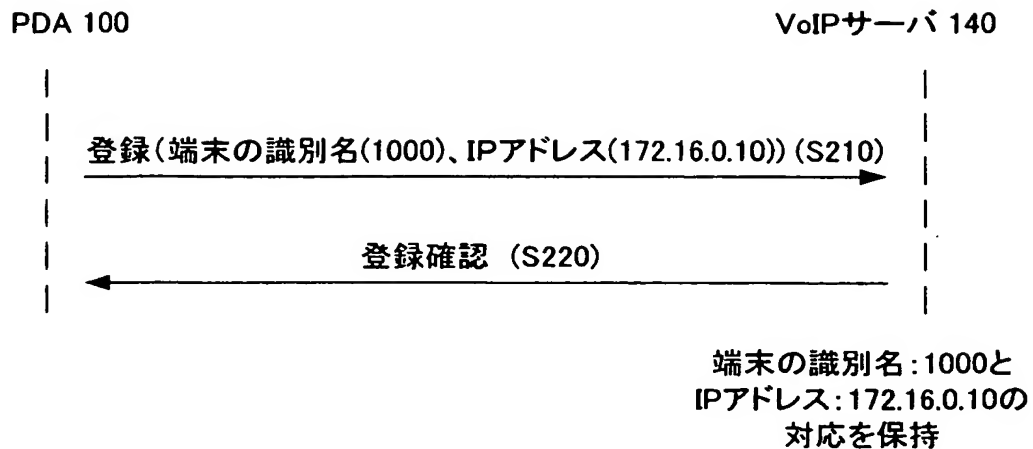 PDA 100
VoIPサーバ 140
登録(端末の識別名(1000)、IPアドレス(172.16.0.10)) (S210)
登録確認 (S220)
端末の識別名:1000と
IPアドレス:172.16.0.10の
対応を保持